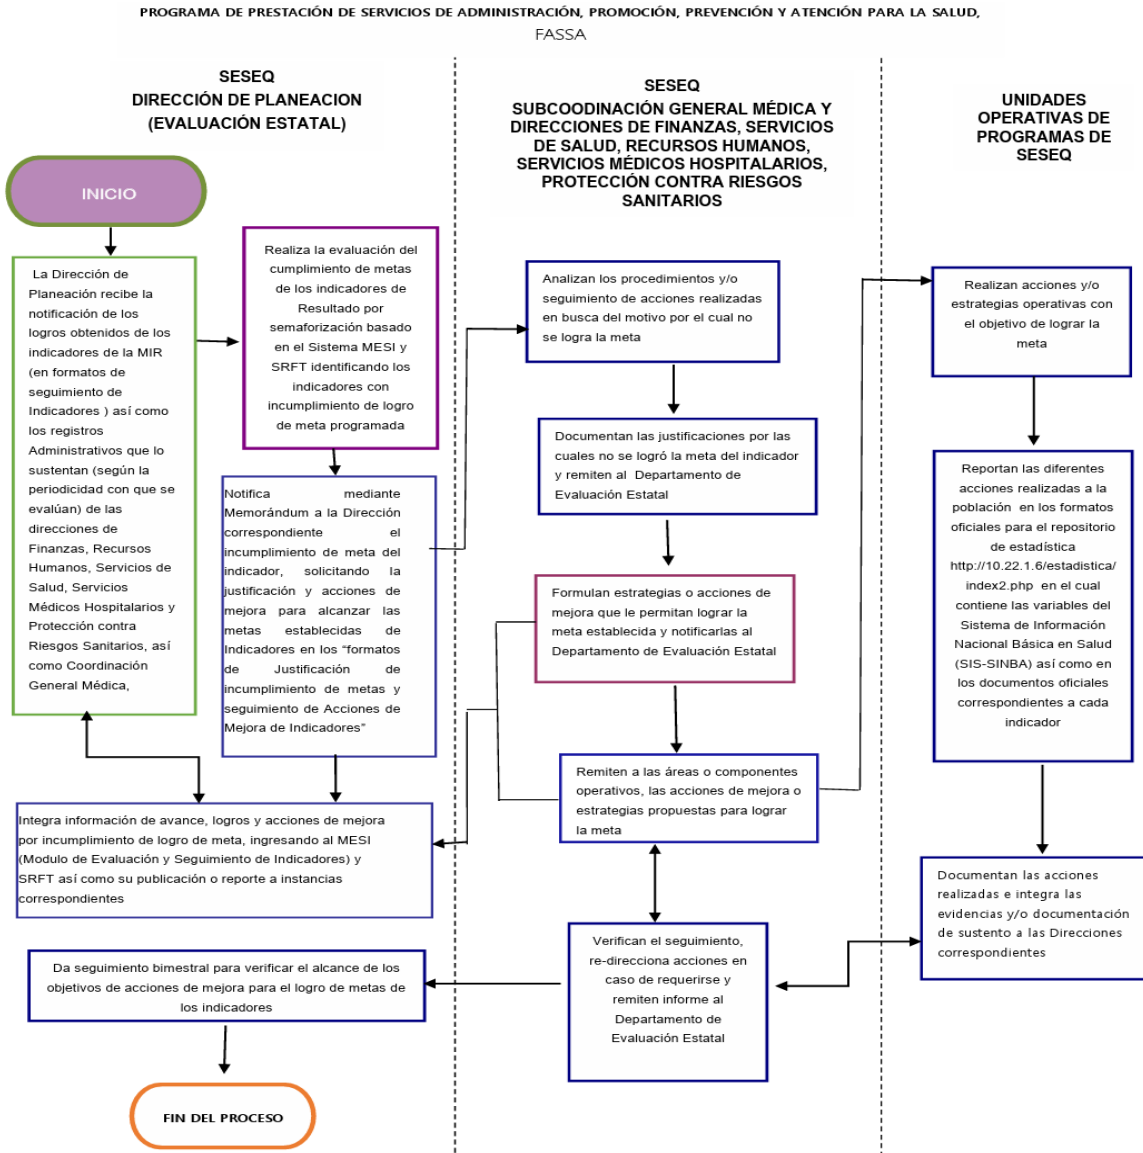 PROGRAMA DE PRESTACIÓN DE SERVICIOS DE ADMINISTRACIÓN, PROMOCIÓN, PREVENCIÓN Y ATENCIÓN PARA LA SALUD,
FASSA
SESEQ
DIRECCIÓN DE PLANEACION
(EVALUACIÓN ESTATAL)
INICIO
La Dirección de
Planeación recibe la
notificación de los
logros obtenidos de los
indicadores de la MIR
(en formatos de
seguimiento de
Indicadores ) así como
los registros
Administrativos que lo
sustentan (según la
periodicidad con que se
evalúan) de las
direcciones de
Finanzas, Recursos
Humanos, Servicios de
Salud, Servicios
Médicos Hospitalarios y
Protección contra
Riesgos Sanitarios, así
como Coordinación
General Médica,
Realiza la evaluación del
cumplimiento de metas
de los indicadores de
Resultado por
semaforización basado
en el Sistema MESI y
SRFT identificando los
indicadores con
incumplimiento de logro
de meta programada
Notifica mediante
Memorándum a la Dirección
correspondiente el
incumplimiento de meta del
indicador, solicitando la
justificación y acciones de
mejora para alcanzar las
metas establecidas de
Indicadores en los “formatos
de Justificación de
incumplimiento de metas y
seguimiento de Acciones de
Mejora de Indicadores”
Integra información de avance, logros y acciones de mejora
por incumplimiento de logro de meta, ingresando al MESI
(Modulo de Evaluación y Seguimiento de Indicadores) y
SRFT así como su publicación o reporte a instancias
correspondientes
Da seguimiento bimestral para verificar el alcance de los
objetivos de acciones de mejora para el logro de metas de
los indicadores
FIN DEL PROCESO
SESEQ
SUBCOODINACIÓN GENERAL MÉDICA Y
DIRECCIONES DE FINANZAS, SERVICIOS
DE SALUD, RECURSOS HUMANOS,
SERVICIOS MÉDICOS HOSPITALARIOS,
PROTECCIÓN CONTRA RIESGOS
SANITARIOS
Analizan los procedimientos y/o
seguimiento de acciones realizadas
en busca del motivo por el cual no
se logra la meta
Documentan las justificaciones por las
cuales no se logró la meta del indicador
y remiten al Departamento de
Evaluación Estatal
Formulan estrategias o acciones de
mejora que le permitan lograr la
meta establecida y notificarlas al
Departamento de Evaluación Estatal
Remiten a las áreas o componentes
operativos, las acciones de mejora o
estrategias propuestas para lograr
la meta
Verifican el seguimiento,
re-direcciona acciones en
caso de requerirse y
remiten informe al
Departamento de
Evaluación Estatal
UNIDADES
OPERATIVAS DE
PROGRAMAS DE
SESEQ
Realizan acciones y/o
estrategias operativas con
el objetivo de lograr la
meta
Reportan las diferentes
acciones realizadas a la
población en los formatos
oficiales para el repositorio
de estadística
http://10.22.1.6/estadistica/
index2.php en el cual
contiene las variables del
Sistema de Información
Nacional Básica en Salud
(SIS-SINBA) así como en
los documentos oficiales
correspondientes a cada
indicador
Documentan las acciones
realizadas e integra las
evidencias y/o documentación
de sustento a las Direcciones
correspondientes